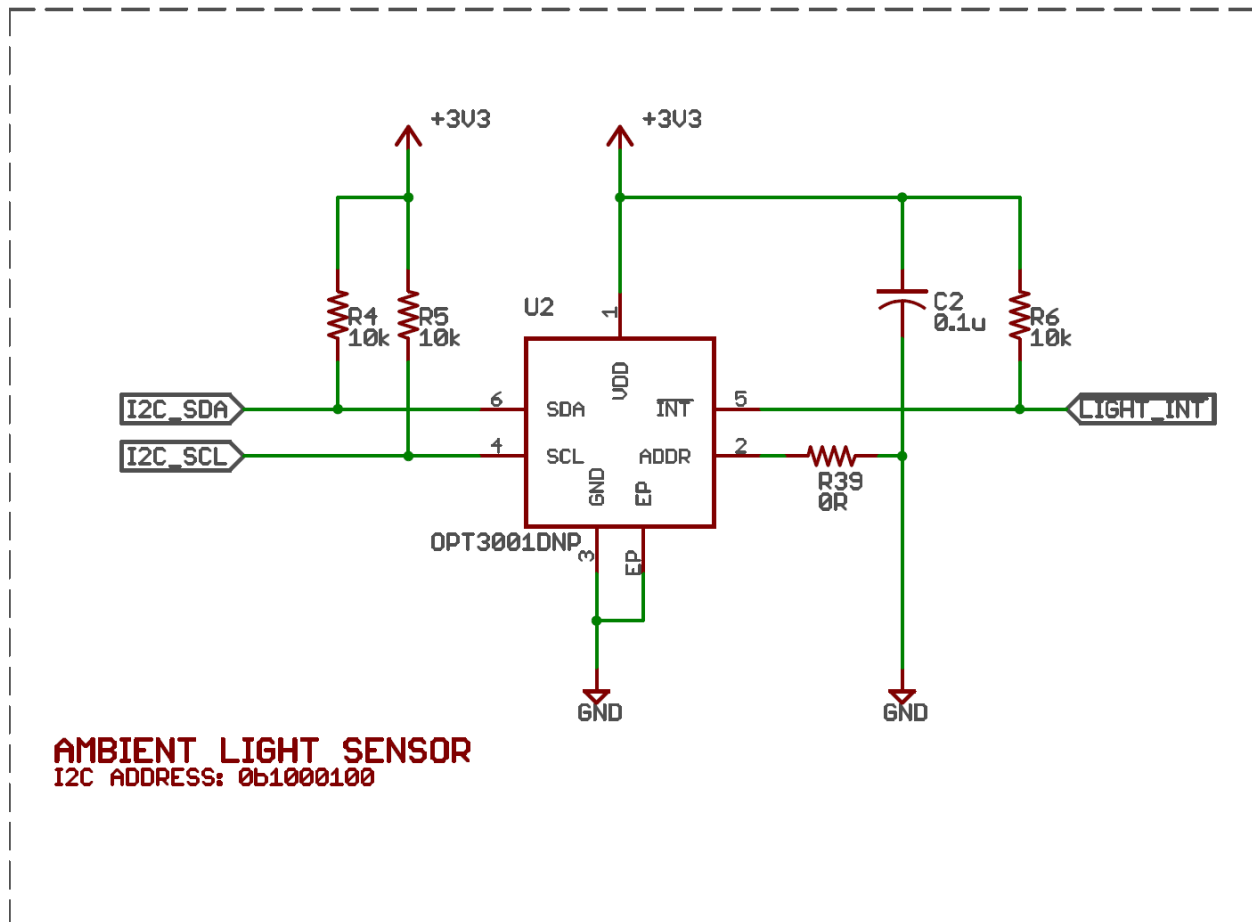 +3V3
+3V3
R4
10k
R5
10k
U2
1
C2
0.1u
R6
10k
VDD
I2C_SDA
6
SDA
INT
5
LIGHT_INT
I2C_SCL
4
SCL
ADDR
2
GND
EP
R39
0R
OPT3001DNP
3
EP
GND
GND
AMBIENT LIGHT SENSOR
I2C ADDRESS: 0b1000100